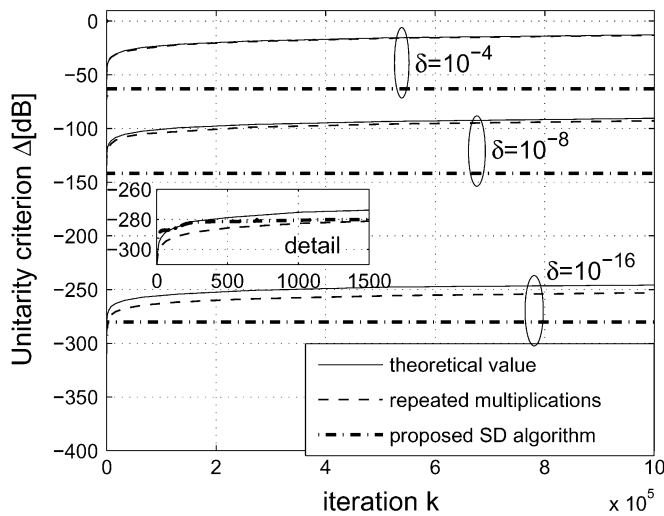 0
−50
−100
−150
−200
−250
−300
−350
−400
Unitarity criterion Δ[dB]
δ=10−4
δ=10−8
δ=10−16
−260
−280
−300
detail
0 500 1000 1500
theoretical value
repeated multiplications
proposed SD algorithm
0 2 4 6 8 10
iteration k
x 10^5